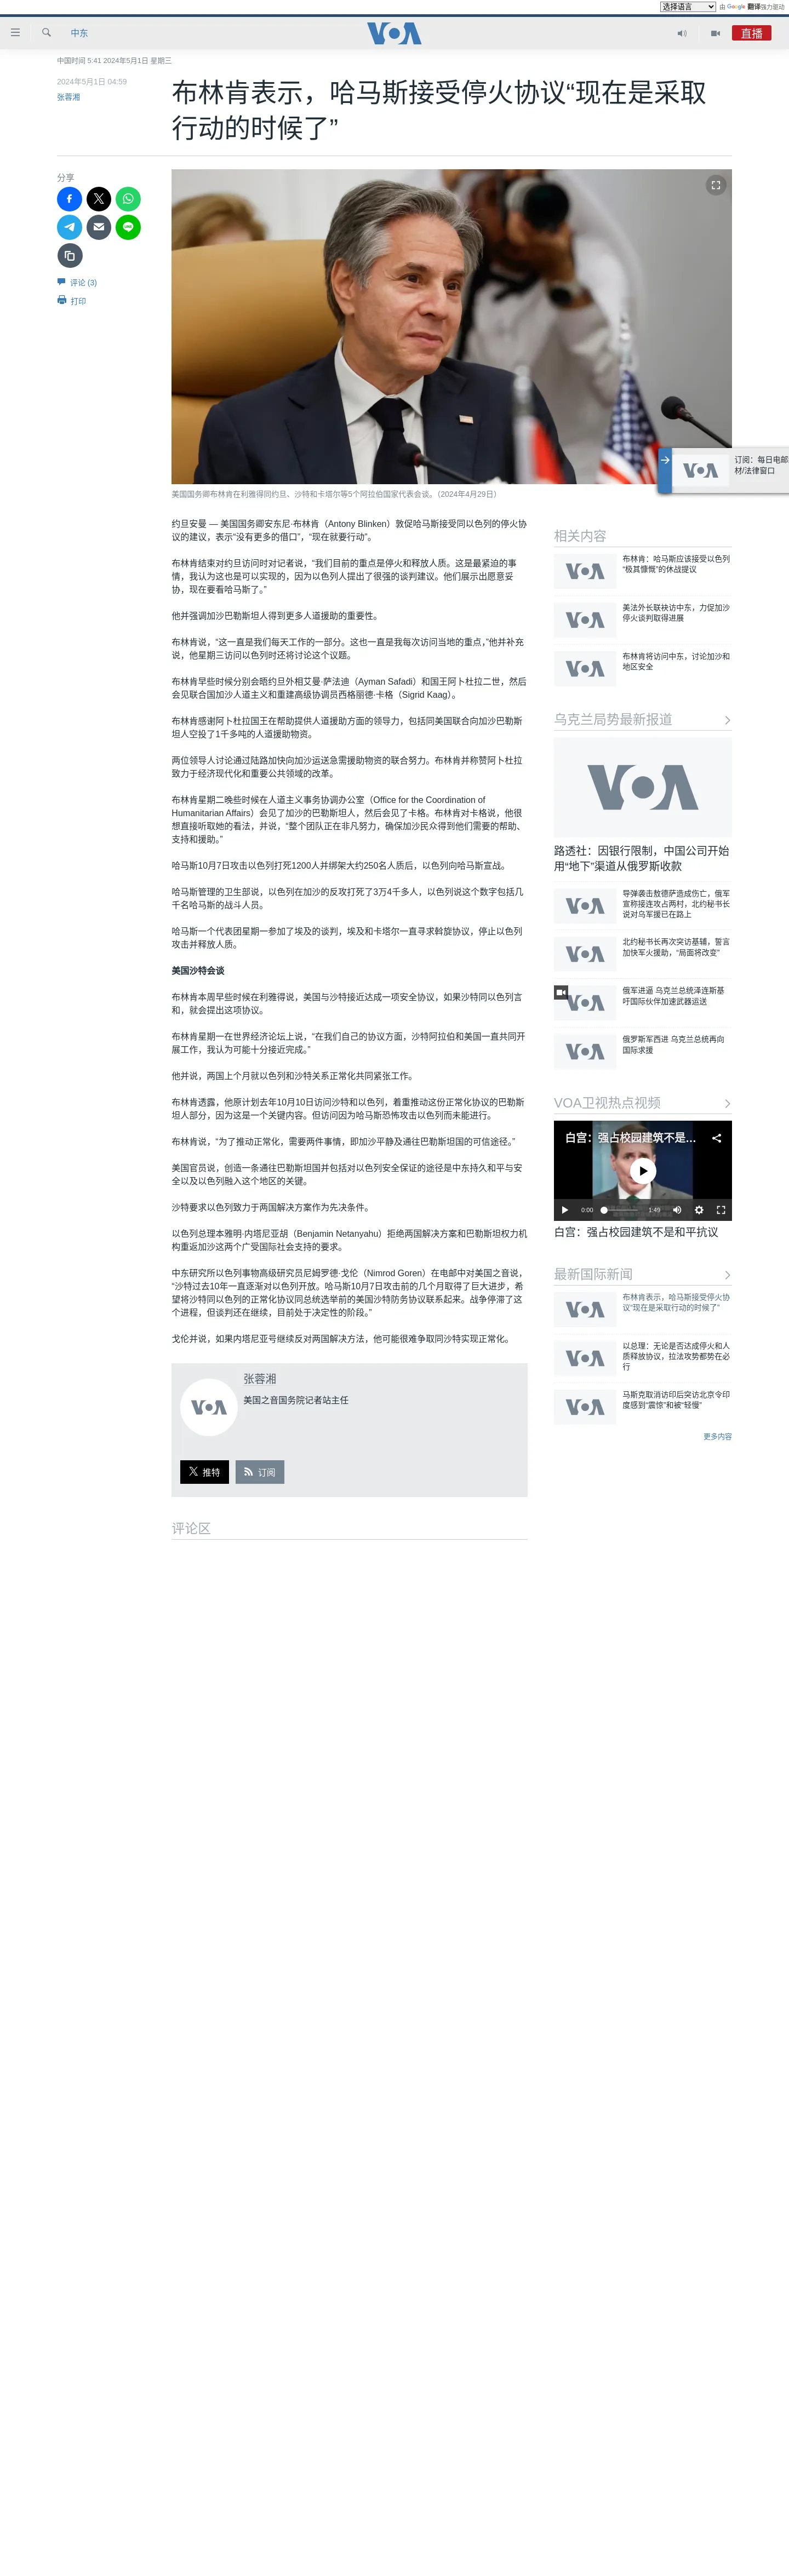 选择语言 由 Google 翻译强力驱动
中东
VOA
直播
中国时间 5:41 2024年5月1日 星期三
2024年5月1日 04:59
张蓉湘
布林肯表示，哈马斯接受停火协议“现在是采取
行动的时候了”
分享
评论 (3)
打印
美国国务卿布林肯在利雅得同约旦、沙特和卡塔尔等5个阿拉伯国家代表会谈。（2024年4月29日）
订阅：每日电邮
材/法律窗口
约旦安曼 — 美国国务卿安东尼·布林肯（Antony Blinken）敦促哈马斯接受同以色列的停火协
议的建议，表示“没有更多的借口”，“现在就要行动”。
布林肯结束对约旦访问时对记者说，“我们目前的重点是停火和释放人质。这是最紧迫的事
情，我认为这也是可以实现的，因为以色列人提出了很强的谈判建议。他们展示出愿意妥
协，现在要看哈马斯了。”
他并强调加沙巴勒斯坦人得到更多人道援助的重要性。
布林肯说，“这一直是我们每天工作的一部分。这也一直是我每次访问当地的重点，”他并补充
说，他星期三访问以色列时还将讨论这个议题。
布林肯早些时候分别会晤约旦外相艾曼·萨法迪（Ayman Safadi）和国王阿卜杜拉二世，然后
会见联合国加沙人道主义和重建高级协调员西格丽德·卡格（Sigrid Kaag）。
布林肯感谢阿卜杜拉国王在帮助提供人道援助方面的领导力，包括同美国联合向加沙巴勒斯
坦人空投了1千多吨的人道援助物资。
两位领导人讨论通过陆路加快向加沙运送急需援助物资的联合努力。布林肯并称赞阿卜杜拉
致力于经济现代化和重要公共领域的改革。
布林肯星期二晚些时候在人道主义事务协调办公室（Office for the Coordination of
Humanitarian Affairs）会见了加沙的巴勒斯坦人，然后会见了卡格。布林肯对卡格说，他很
想直接听取她的看法，并说，“整个团队正在非凡努力，确保加沙民众得到他们需要的帮助、
支持和援助。”
哈马斯10月7日攻击以色列打死1200人并绑架大约250名人质后，以色列向哈马斯宣战。
哈马斯管理的卫生部说，以色列在加沙的反攻打死了3万4千多人，以色列说这个数字包括几
千名哈马斯的战斗人员。
哈马斯一个代表团星期一参加了埃及的谈判，埃及和卡塔尔一直寻求斡旋协议，停止以色列
攻击并释放人质。
美国沙特会谈
布林肯本周早些时候在利雅得说，美国与沙特接近达成一项安全协议，如果沙特同以色列言
和，就会提出这项协议。
布林肯星期一在世界经济论坛上说，“在我们自己的协议方面，沙特阿拉伯和美国一直共同开
展工作，我认为可能十分接近完成。”
他并说，两国上个月就以色列和沙特关系正常化共同紧张工作。
布林肯透露，他原计划去年10月10日访问沙特和以色列，着重推动这份正常化协议的巴勒斯
坦人部分，因为这是一个关键内容。但访问因为哈马斯恐怖攻击以色列而未能进行。
布林肯说，“为了推动正常化，需要两件事情，即加沙平静及通往巴勒斯坦国的可信途径。”
美国官员说，创造一条通往巴勒斯坦国并包括对以色列安全保证的途径是中东持久和平与安
全以及以色列融入这个地区的关键。
沙特要求以色列致力于两国解决方案作为先决条件。
以色列总理本雅明·内塔尼亚胡（Benjamin Netanyahu）拒绝两国解决方案和巴勒斯坦权力机
构重返加沙这两个广受国际社会支持的要求。
中东研究所以色列事物高级研究员尼姆罗德·戈伦（Nimrod Goren）在电邮中对美国之音说，
“沙特过去10年一直逐渐对以色列开放。哈马斯10月7日攻击前的几个月取得了巨大进步，希
望将沙特同以色列的正常化协议同总统选举前的美国沙特防务协议联系起来。战争停滞了这
个进程，但谈判还在继续，目前处于决定性的阶段。”
戈伦并说，如果内塔尼亚号继续反对两国解决方法，他可能很难争取同沙特实现正常化。
张蓉湘
美国之音国务院记者站主任
推特
订阅
评论区
相关内容
布林肯：哈马斯应该接受以色列
“极其慷慨”的休战提议
美法外长联袂访中东，力促加沙
停火谈判取得进展
布林肯将访问中东，讨论加沙和
地区安全
乌克兰局势最新报道
VOA
路透社：因银行限制，中国公司开始
用“地下”渠道从俄罗斯收款
导弹袭击敖德萨造成伤亡，俄军
宣称接连攻占两村，北约秘书长
说对乌军援已在路上
北约秘书长再次突访基辅，誓言
加快军火援助，“局面将改变”
俄军进逼 乌克兰总统泽连斯基
吁国际伙伴加速武器运送
俄罗斯军西进 乌克兰总统再向
国际求援
VOA卫视热点视频
白宫：强占校园建筑不是...
0:00 1:49
白宫：强占校园建筑不是和平抗议
最新国际新闻
布林肯表示，哈马斯接受停火协
议“现在是采取行动的时候了”
以总理：无论是否达成停火和人
质释放协议，拉法攻势都势在必
行
马斯克取消访印后突访北京令印
度感到“震惊”和被“轻慢”
更多内容